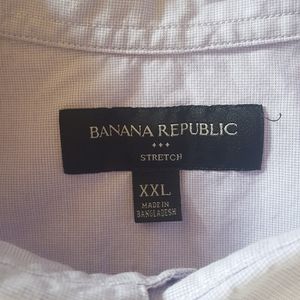 BANANA REPUBLIC
STRETCH
XXL
MADE IN
BANGLADESH